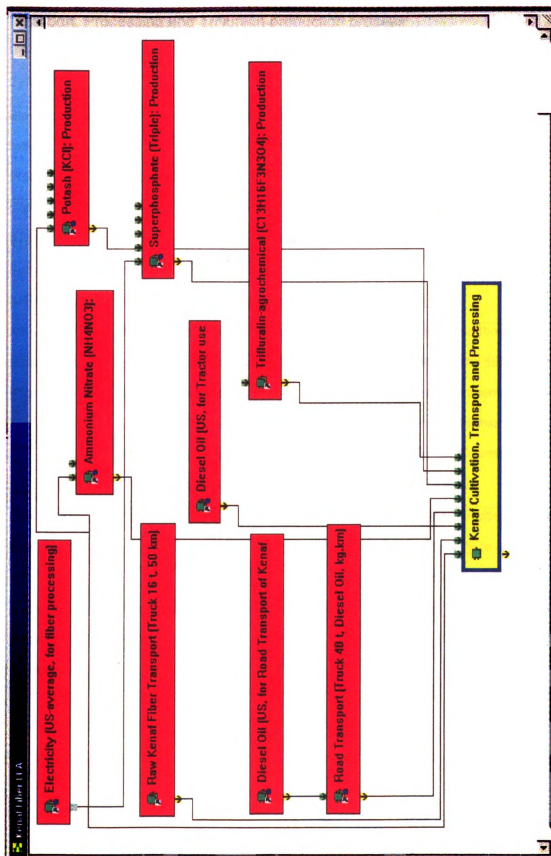 Kenaf Fiber LCA
Electricity (US-average, for fiber processing)
Ammonium Nitrate (NH4NO3):
Potash (KCl): Production
Raw Kenaf Fiber Transport (Truck 16 t, 50 km)
Superphosphate (Triple): Production
Diesel Oil (US, for Tractor use
Diesel Oil (US, for Road Transport of Kenaf
Trifluralin-agrochemical (C13H16F3N3O4): Production
Road Transport (Truck 40 t, Diesel Oil, kg.km)
Kenaf Cultivation, Transport and Processing